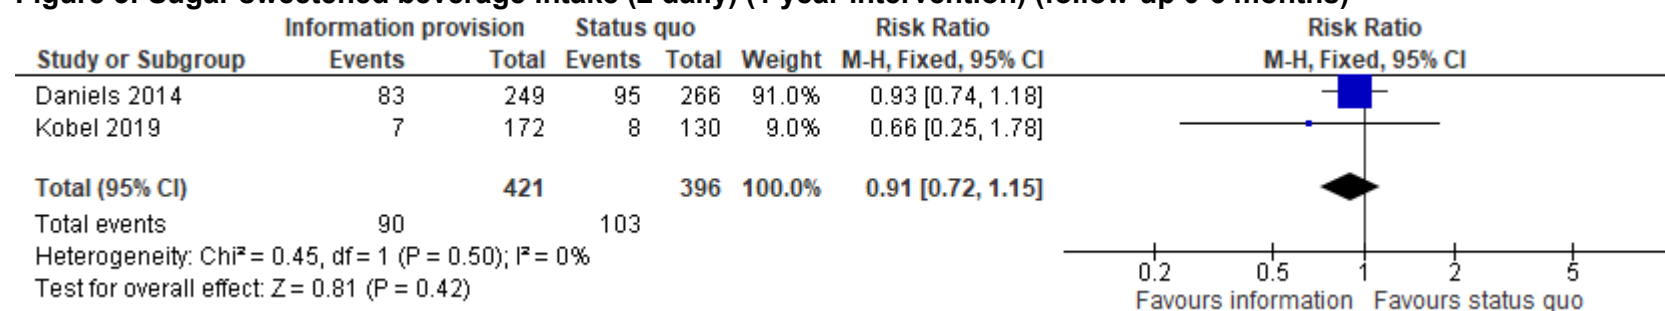 Information provision Status quo Risk Ratio Risk Ratio
Study or Subgroup Events Total Events Total Weight M-H, Fixed, 95% CI M-H, Fixed, 95% CI
Daniels 2014 83 249 95 266 91.0% 0.93 [0.74, 1.18]
Kobel 2019 7 172 8 130 9.0% 0.66 [0.25, 1.78]
Total (95% CI) 421 396 100.0% 0.91 [0.72, 1.15]
Total events 90 103
Heterogeneity: Chi² = 0.45, df = 1 (P = 0.50); I² = 0%
Test for overall effect: Z = 0.81 (P = 0.42)
0.2 0.5 1 2 5
Favours information Favours status quo